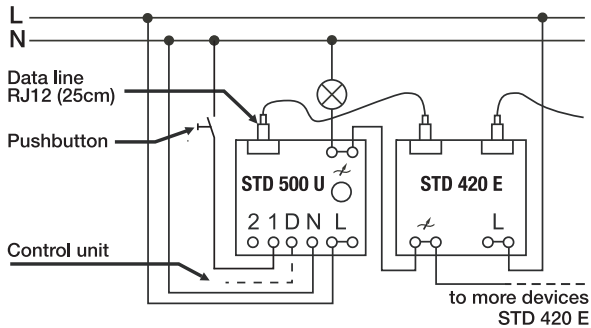 L
N
Data line
RJ12 (25cm)
Pushbutton
STD 500 U
STD 420 E
2 1 D N L
L
Control unit
to more devices
STD 420 E